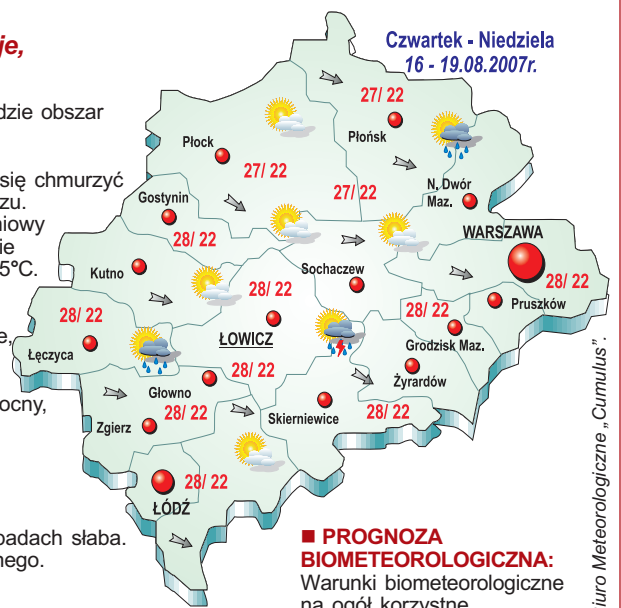 je,
Czwartek - Niedziela
16 - 19.08.2007r.
dzie obszar
się chmurzyć
zu.
niowy
ie
5°C.
e,
ocny,
padach słaba.
nego.
27/ 22
Płońsk
Płock
27/ 22
27/ 22
N. Dwór
Maz.
Gostynin
28/ 22
WARSZAWA
28/ 22
Kutno
Sochaczew
Pruszków
28/ 22
28/ 22
28/ 22
Łęczyca
ŁOWICZ
Grodzisk Maz.
28/ 22
Żyrardów
Głowno
28/ 22
28/ 22
Zgierz
Skierniewice
28/ 22
ŁÓDŹ
■ PROGNOZA
BIOMETEOROLOGICZNA:
Warunki biometeorologiczne
na ogół korzystne
iuro Meteorologiczne „Cumulus”.